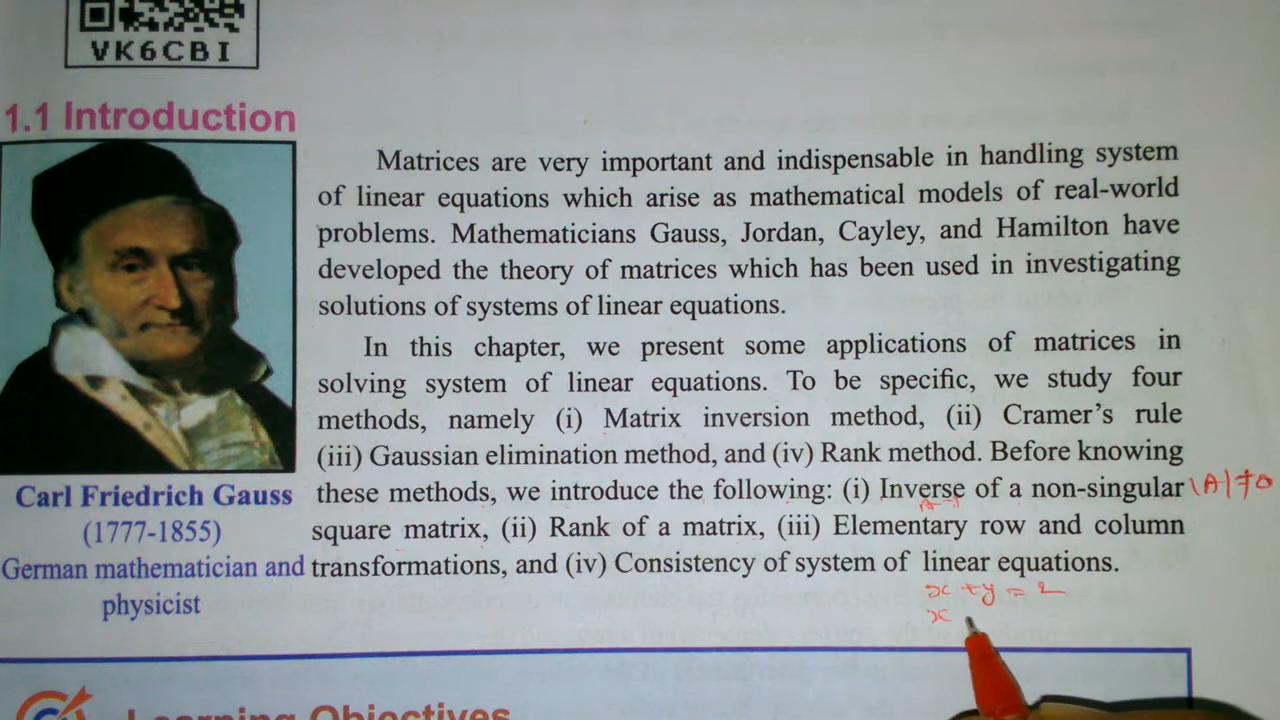 VK6CBI
1.1 Introduction
Matrices are very important and indispensable in handling system
of linear equations which arise as mathematical models of real-world
problems. Mathematicians Gauss, Jordan, Cayley, and Hamilton have
developed the theory of matrices which has been used in investigating
solutions of systems of linear equations.
In this chapter, we present some applications of matrices in
solving system of linear equations. To be specific, we study four
methods, namely (i) Matrix inversion method, (ii) Cramer's rule
(iii) Gaussian elimination method, and (iv) Rank method. Before knowing
these methods, we introduce the following: (i) Inverse of a non-singular |A|≠0
A⁻¹
square matrix, (ii) Rank of a matrix, (iii) Elementary row and column
transformations, and (iv) Consistency of system of linear equations.
x + y = 2
x
Carl Friedrich Gauss
(1777-1855)
German mathematician and
physicist
Learning Objectives